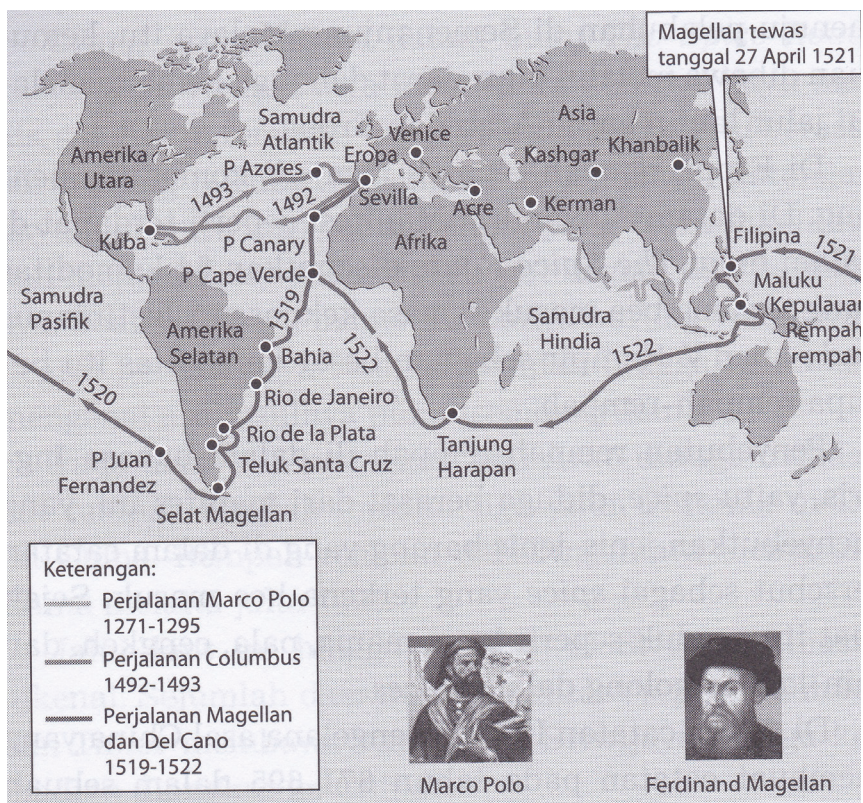 Magellan tewas
tanggal 27 April 1521
Samudra
Atlantik
Asia
Venice
Khanbalik
Amerika
Utara
P Azores
Eropa
Kashgar
1493
1492
Sevilla
Acre
Kerman
Kuba
P Canary
Afrika
Filipina
1521
P Cape Verde
Maluku
(Kepulauan
Rempah
rempah
Samudra
Pasifik
1519
Samudra
Hindia
Amerika
Selatan
Bahia
1522
1522
1520
Rio de Janeiro
Rio de la Plata
Tanjung
Harapan
P Juan
Fernandez
Teluk Santa Cruz
Selat Magellan
Keterangan:
Perjalanan Marco Polo
1271-1295
Perjalanan Columbus
1492-1493
Perjalanan Magellan
dan Del Cano
1519-1522
Marco Polo
Ferdinand Magellan